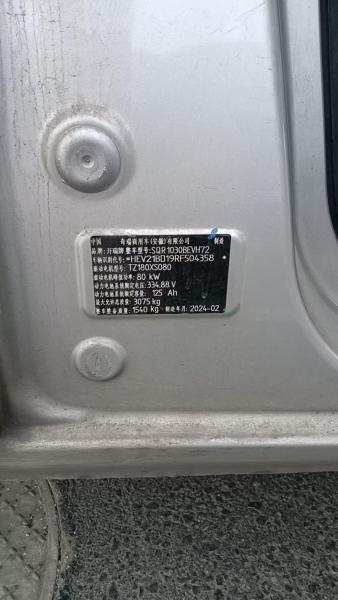 中国 奇瑞商用车(安徽)有限公司 制造
品牌:开瑞牌 整车型号:SQR1030BEVH72
车辆识别代号:*HEV21BD19RF504358
驱动电机型号:TZ180XS080
驱动电机峰值功率:80 kW
动力电池系统额定电压:334.88 V
动力电池系统额定容量:125 Ah
最大允许总质量:3075 kg
整车整备质量:1540 kg 制造年月:2024-02